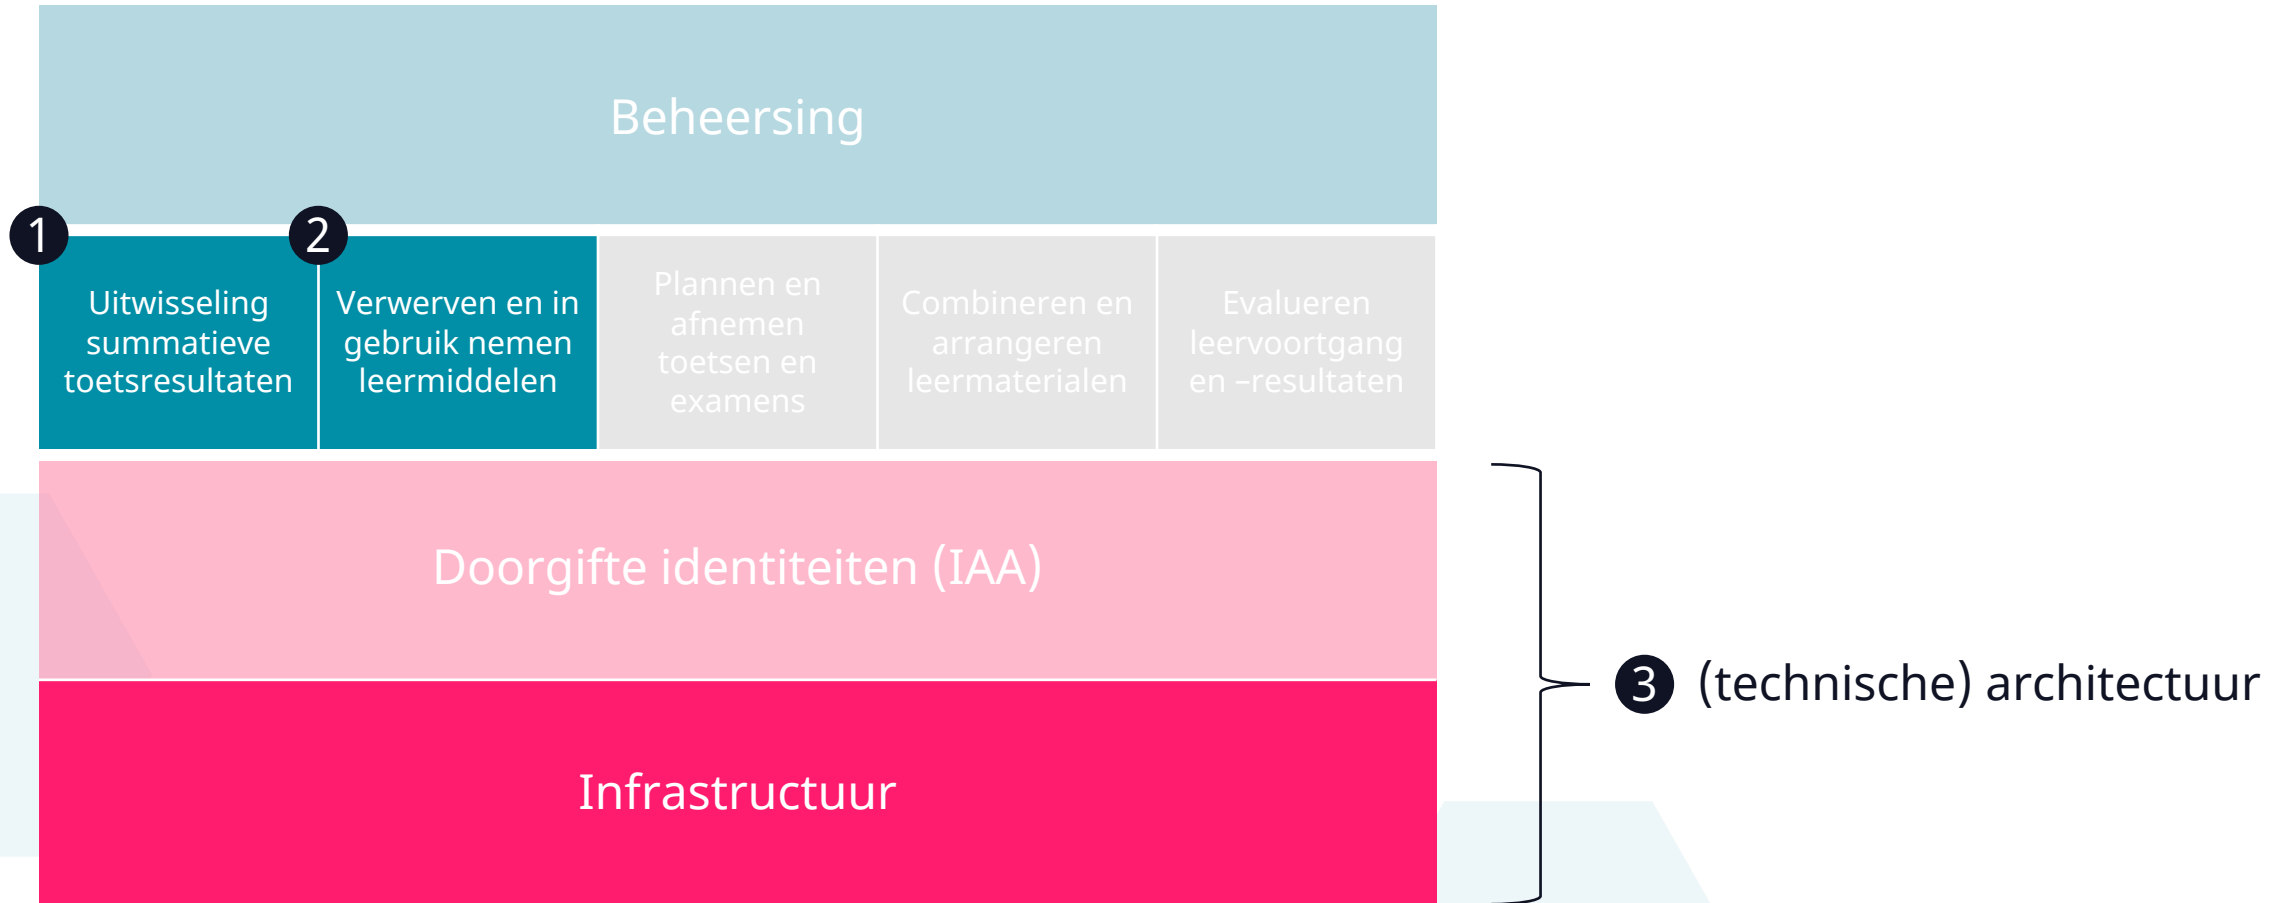 Beheersing
1
2
Uitwisseling
summatieve
toetsresultaten
Verwerven en in
gebruik nemen
leermiddelen
Plannen en
afnemen
toetsen en
examens
Combineren en
arrangeren
leermaterialen
Evalueren
leervoortgang
en –resultaten
Doorgifte identiteiten (IAA)
3 (technische) architectuur
Infrastructuur